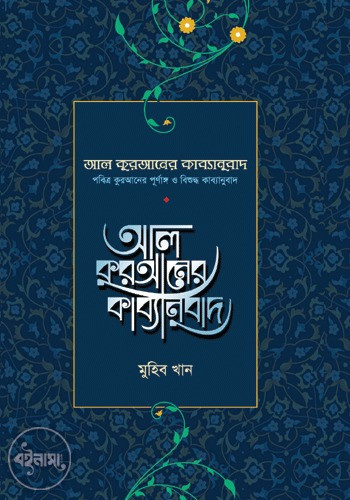 আল কুরআনের কাব্যানুবাদ
পবিত্র কুরআনের পূর্ণাঙ্গ ও বিশুদ্ধ কাব্যানুবাদ
আল
কুরআনের
কাব্যানুবাদ
মুহিব খান
বইনামা